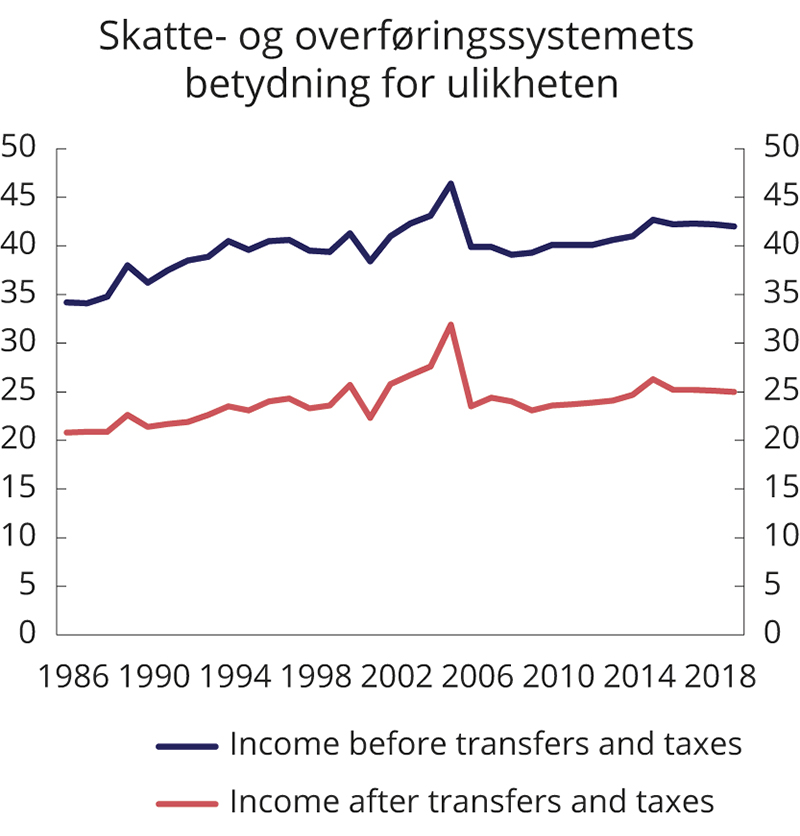 Skatte- og overføringssystemets
betydning for ulikheten
50 50
45 45
40 40
35 35
30 30
25 25
20 20
15 15
10 10
5 5
0 0
1986 1990 1994 1998 2002 2006 2010 2014 2018
Income before transfers and taxes
Income after transfers and taxes